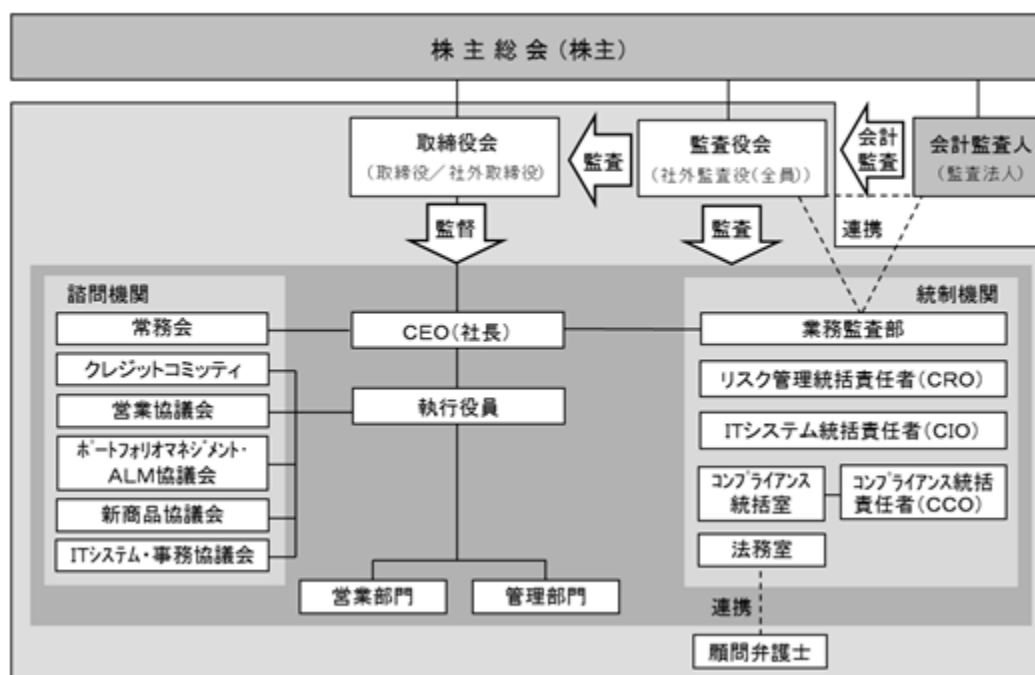 株主総会(株主)
取締役会
(取締役/社外取締役)
監査
監査役会
(社外監査役(全員))
会計
監査
会計監査人
(監査法人)
連携
監督
監査
諮問機関
常務会
クレジットコミッティ
営業協議会
ポートフォリオマネジメント・
ALM協議会
新商品協議会
ITシステム・事務協議会
CEO(社長)
執行役員
営業部門
管理部門
統制機関
業務監査部
リスク管理統括責任者(CRO)
ITシステム統括責任者(CIO)
コンプライアンス
統括室
コンプライアンス統括
責任者(CCO)
法務室
連携
顧問弁護士